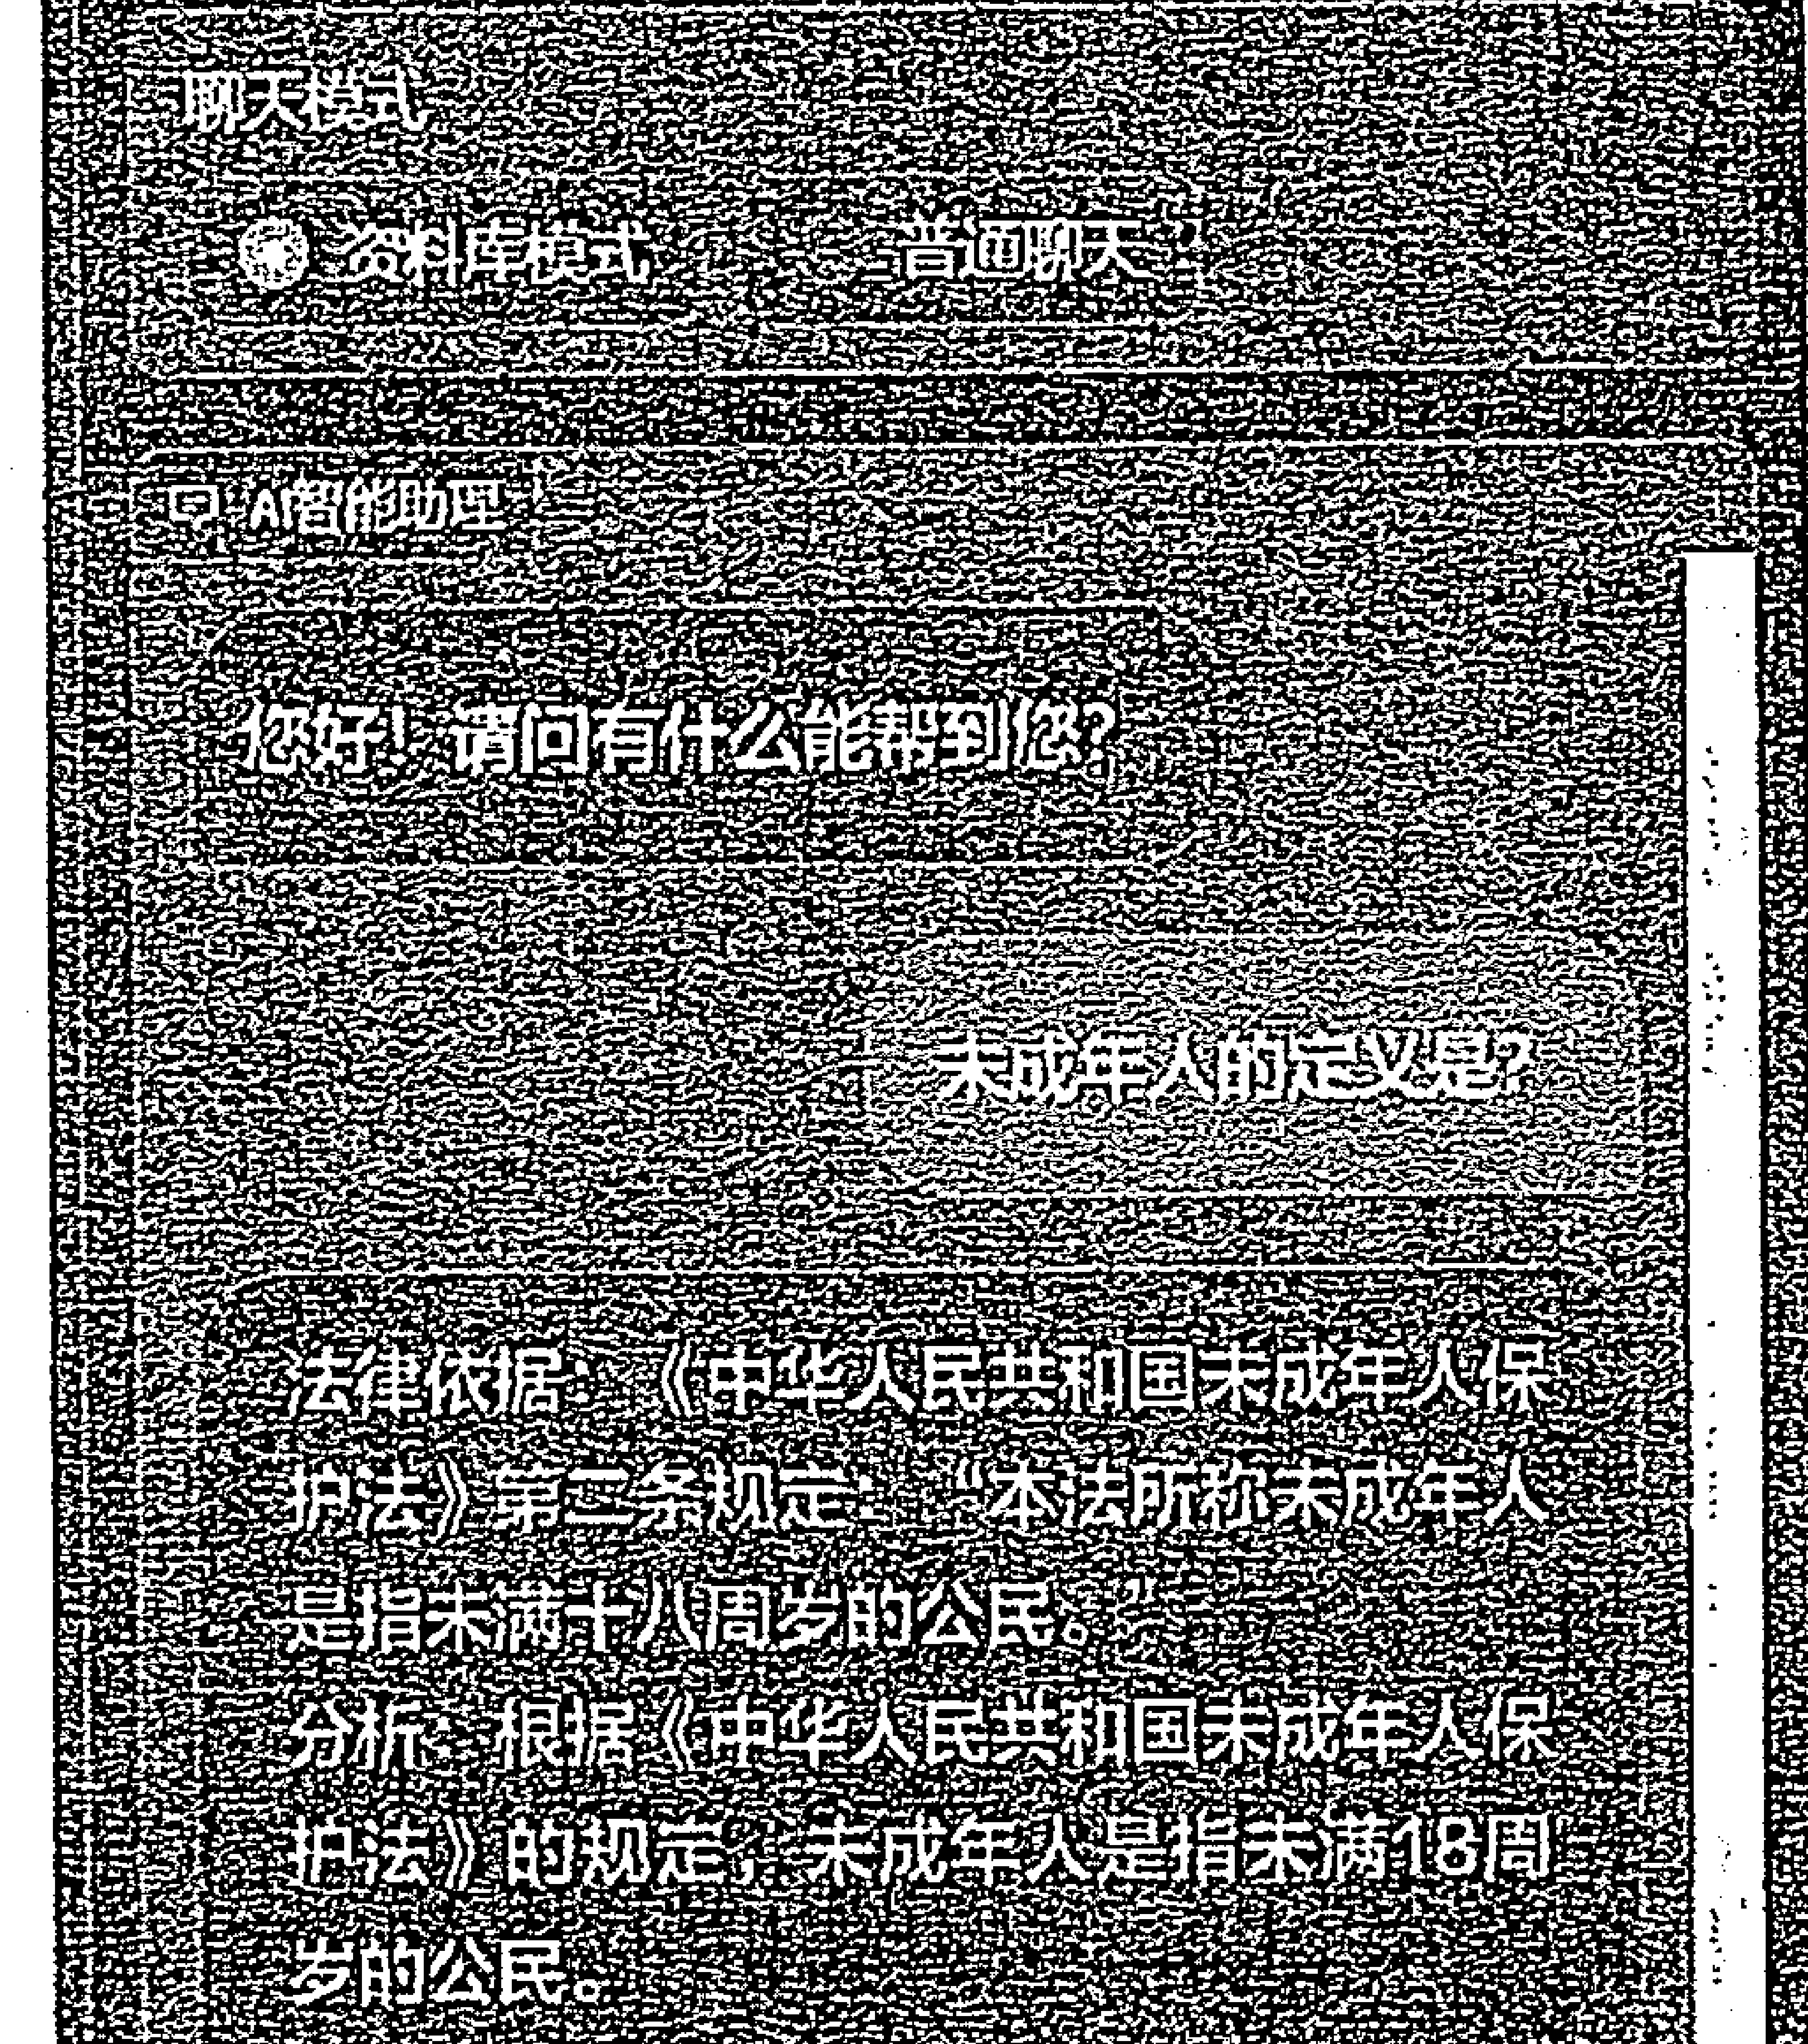 聊天模式
资料库模式 普通聊天
AI智能助理
您好！请问有什么能帮到您？
未成年人的定义是？
法律依据：《中华人民共和国未成年人保
护法》第二条规定：“本法所称未成年人
是指未满十八周岁的公民。”
分析：根据《中华人民共和国未成年人保
护法》的规定，未成年人是指未满18周
岁的公民。